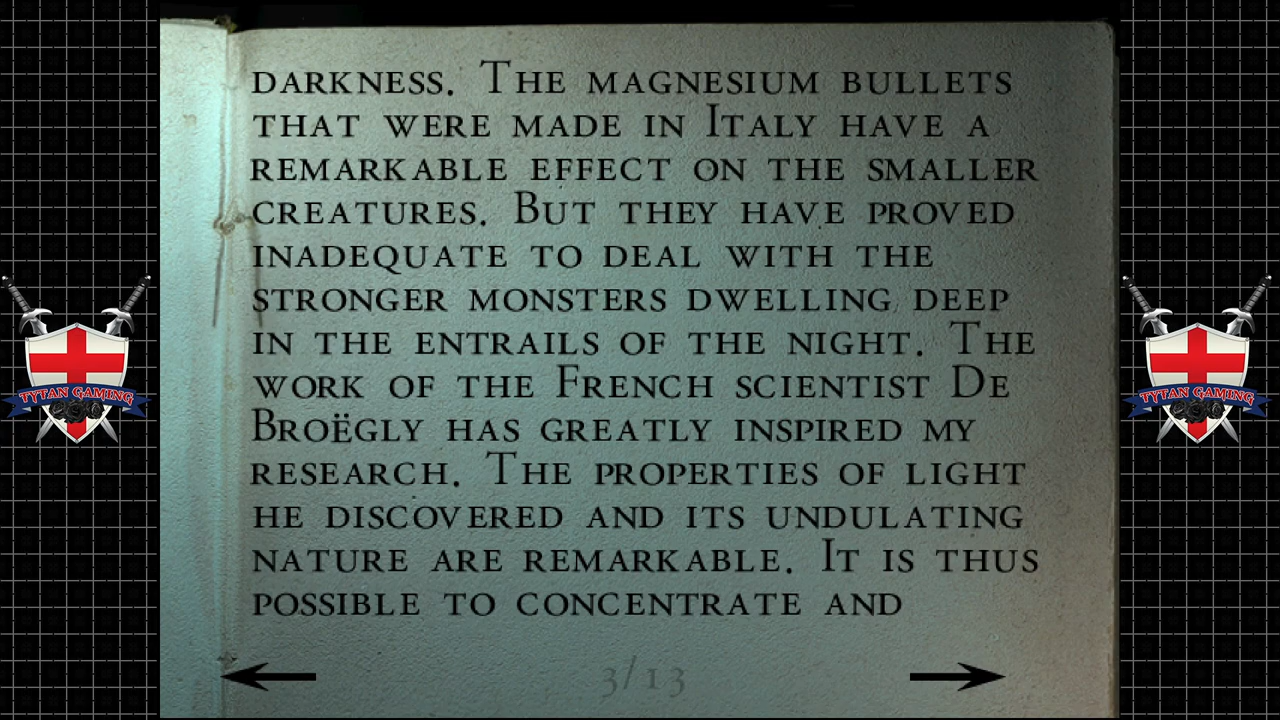 DARKNESS. THE MAGNESIUM BULLETS
THAT WERE MADE IN ITALY HAVE A
REMARKABLE EFFECT ON THE SMALLER
CREATURES. BUT THEY HAVE PROVED
INADEQUATE TO DEAL WITH THE
STRONGER MONSTERS DWELLING DEEP
IN THE ENTRAILS OF THE NIGHT. THE
WORK OF THE FRENCH SCIENTIST DE
BROËGLY HAS GREATLY INSPIRED MY
RESEARCH. THE PROPERTIES OF LIGHT
HE DISCOVERED AND ITS UNDULATING
NATURE ARE REMARKABLE. IT IS THUS
POSSIBLE TO CONCENTRATE AND
3/13
TYTAN GAMING
TYTAN GAMING